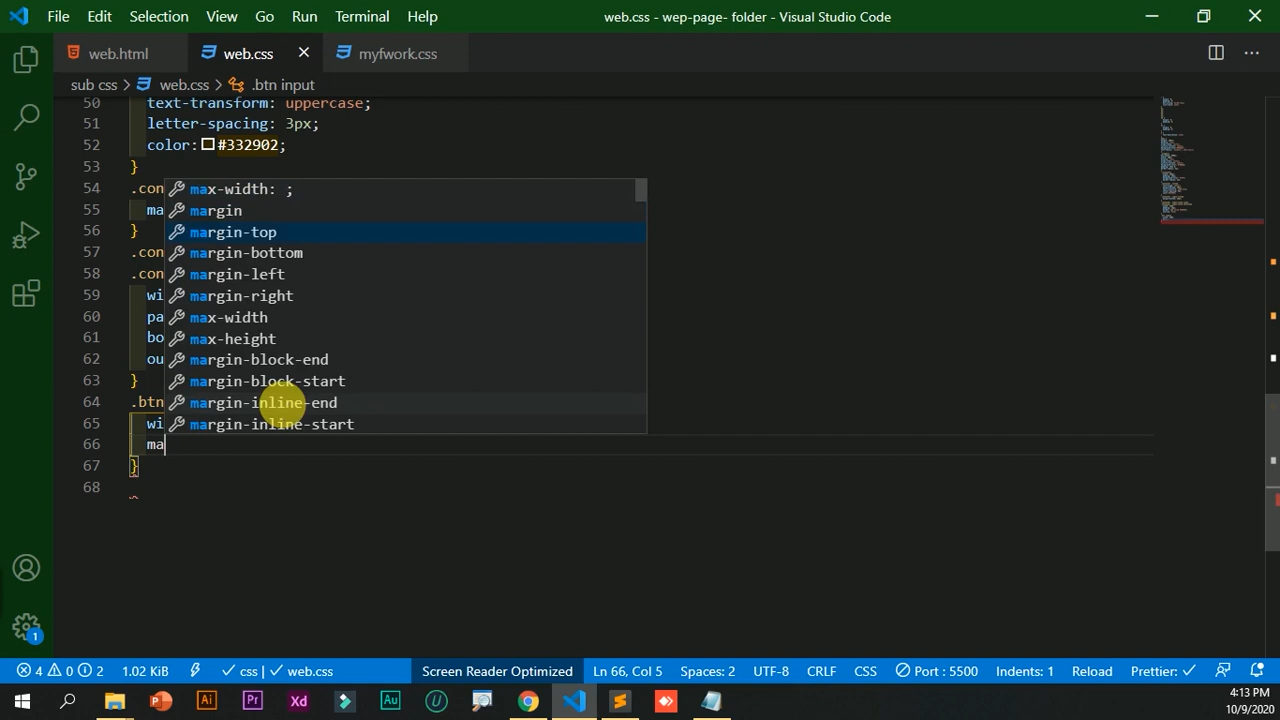 File Edit Selection View Go Run Terminal Help web.css - wep-page- folder - Visual Studio Code
web.html web.css myfwork.css
sub css > web.css > .btn input
50 text-transform: uppercase;
51 letter-spacing: 3px;
52 color: #332902;
53 }
54 .con
max-width: ;
55 ma
margin
56 }
margin-top
57 .con
margin-bottom
58 .con
margin-left
59 wi
margin-right
60 pa
max-width
61 bo
max-height
62 ou
margin-block-end
63 }
margin-block-start
64 .btn
margin-inline-end
65 wi
margin-inline-start
66 ma
67 }
68
4 0 2 1.02 KiB css | web.css Screen Reader Optimized Ln 66, Col 5 Spaces: 2 UTF-8 CRLF CSS Port : 5500 Indents: 1 Reload Prettier:
1
Ai Pr Xd Au U
4:13 PM
10/9/2020